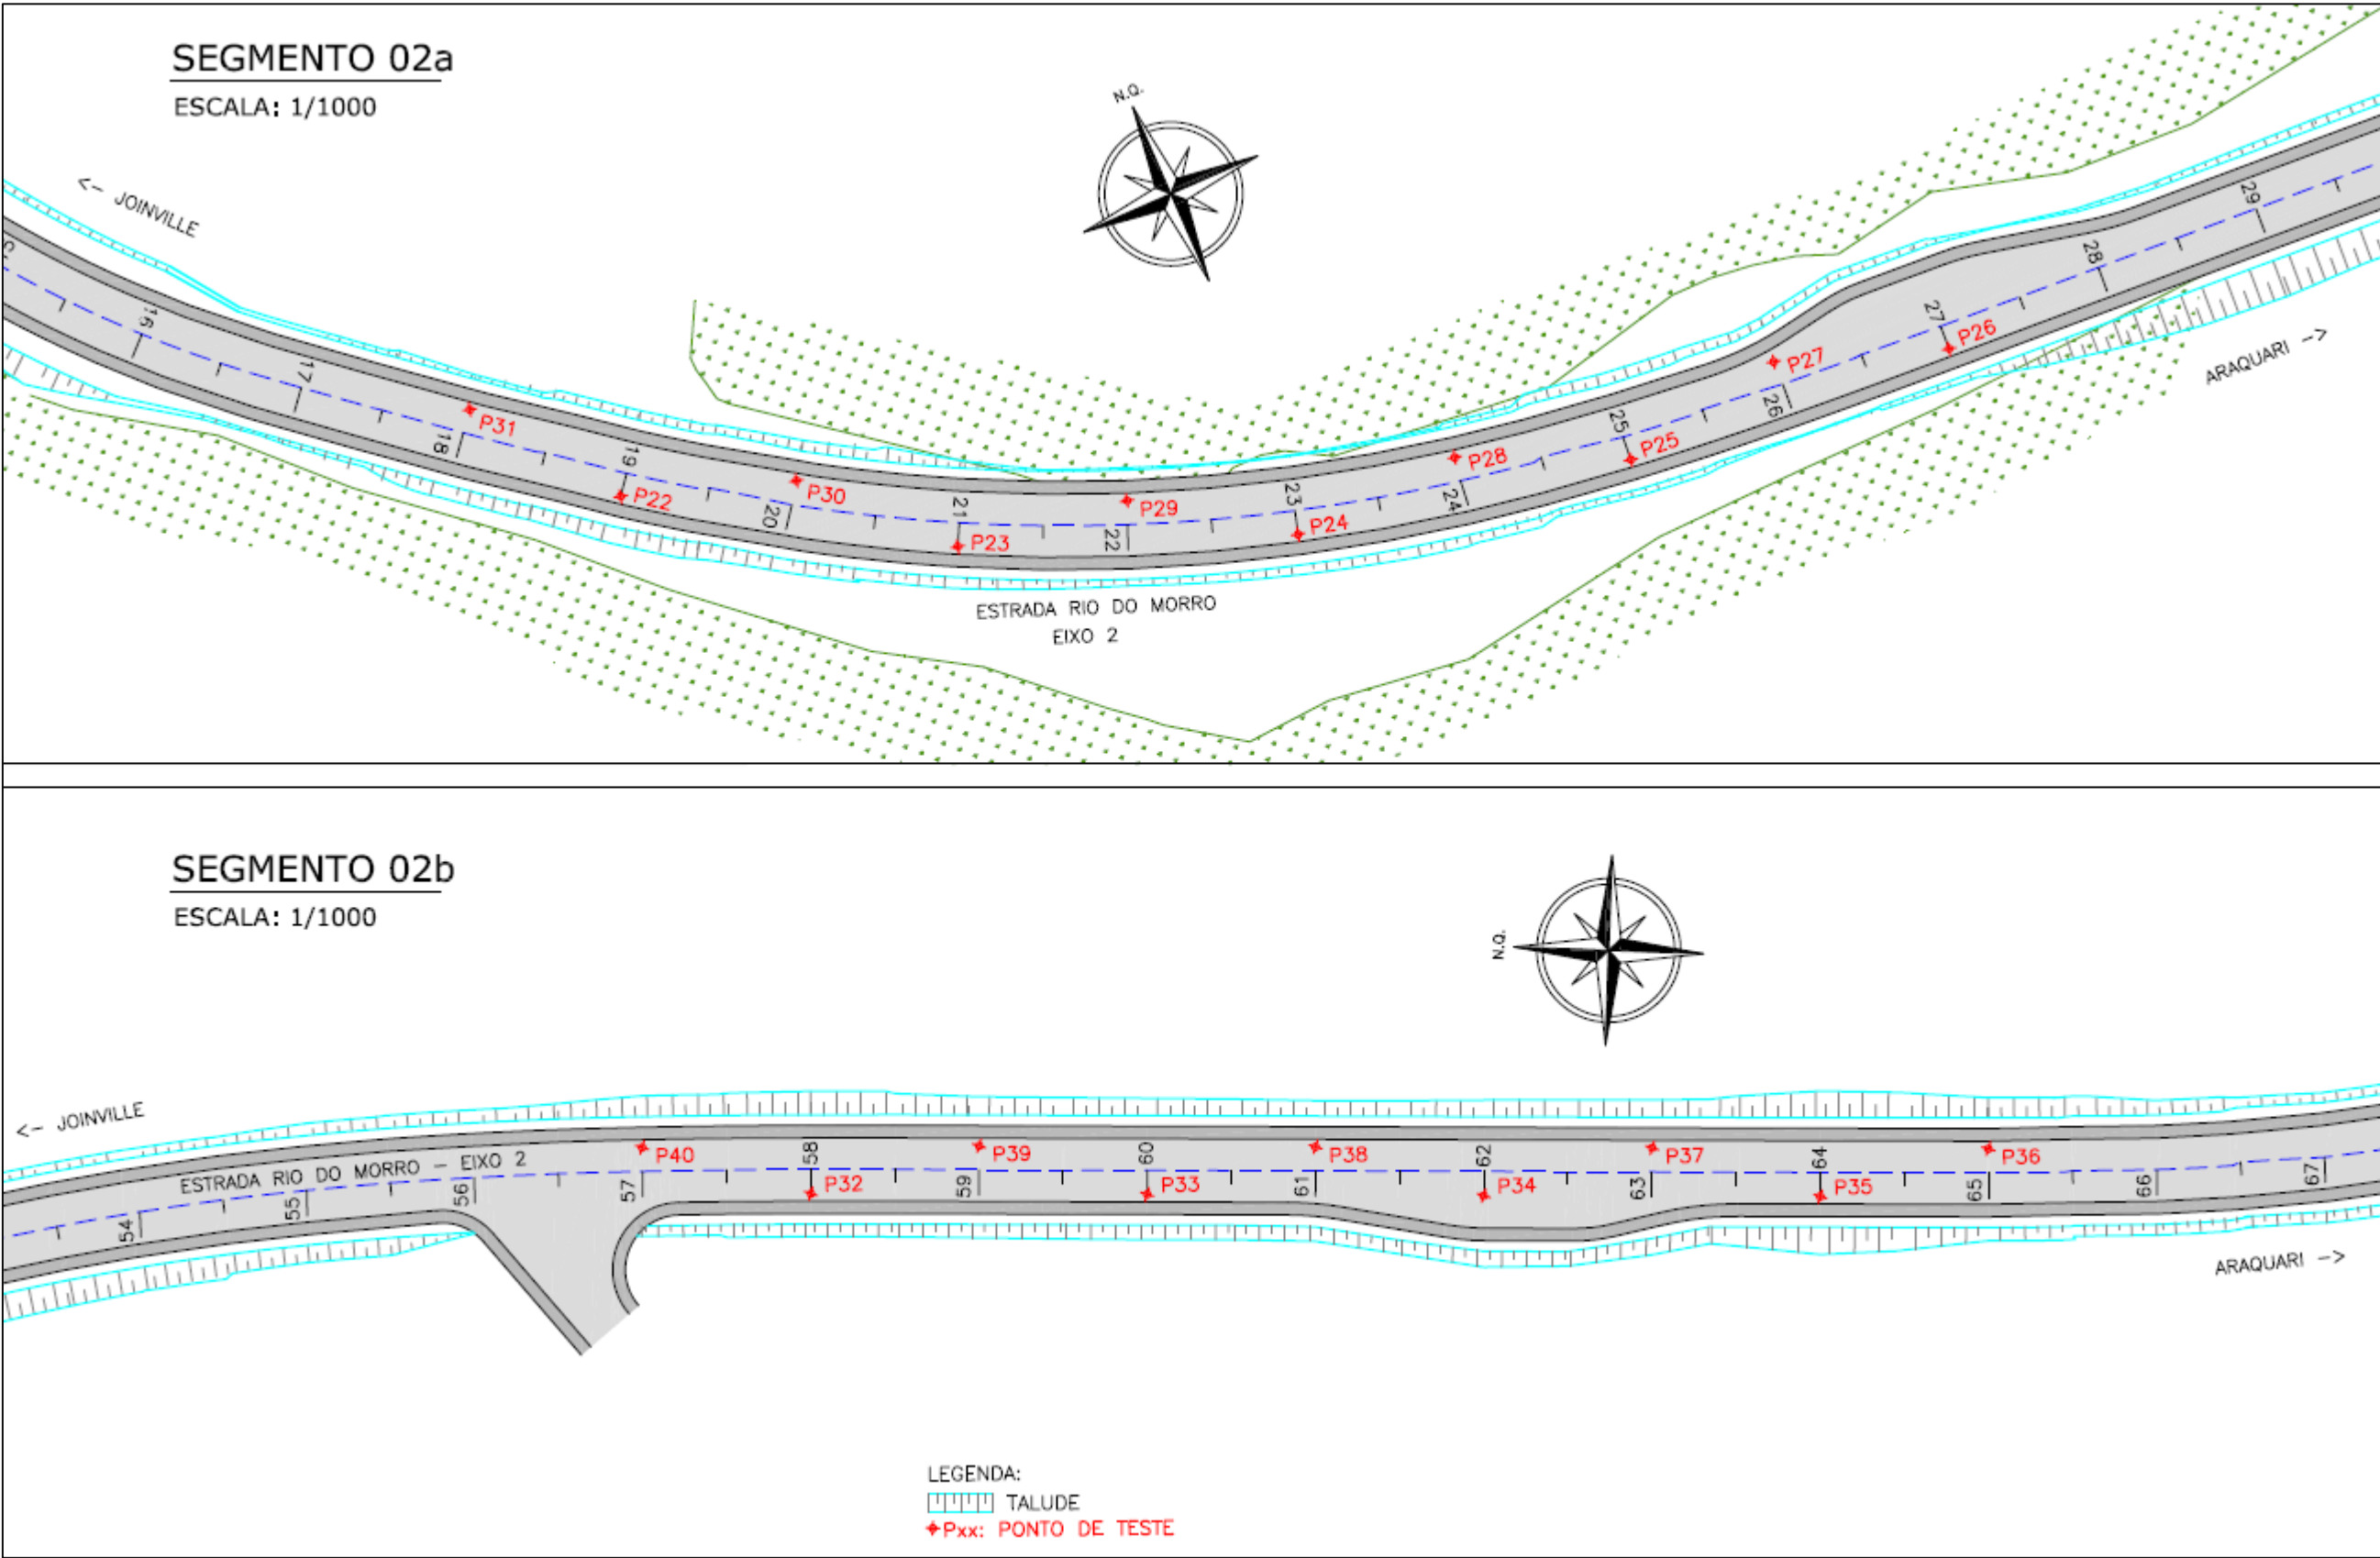 SEGMENTO 02a
ESCALA: 1/1000
N.Q.
<- JOINVILLE
16
17
18
19
20
21
22
23
24
25
26
27
28
29
P31
P22
P30
P23
P29
P24
P28
P25
P27
P26
ARAQUARI ->
ESTRADA RIO DO MORRO
EIXO 2
SEGMENTO 02b
ESCALA: 1/1000
N.Q.
<- JOINVILLE
ESTRADA RIO DO MORRO - EIXO 2
54
55
56
57
58
59
60
61
62
63
64
65
66
67
P40
P32
P39
P33
P38
P34
P37
P35
P36
ARAQUARI ->
LEGENDA:
TALUDE
Pxx: PONTO DE TESTE